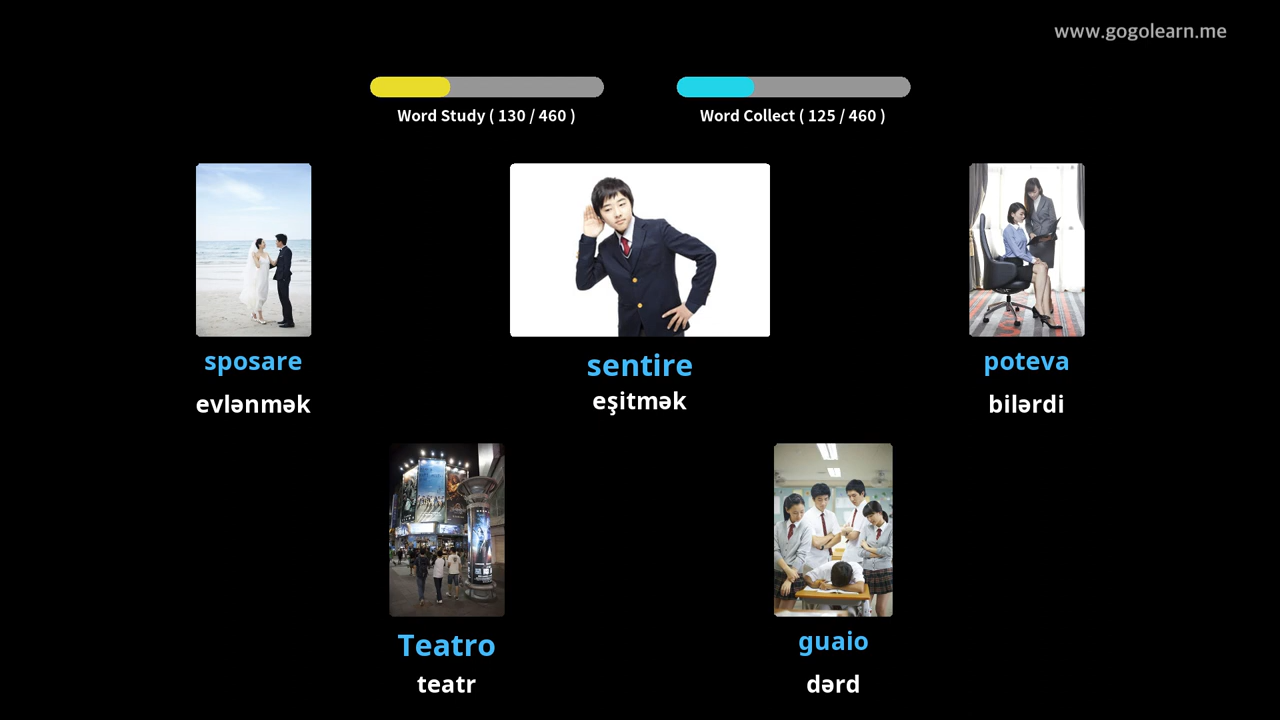 www.gogolearn.me
Word Study ( 130 / 460 )
Word Collect ( 125 / 460 )
sposare
evlənmək
sentire
eşitmək
poteva
bilərdi
Teatro
teatr
guaio
dərd